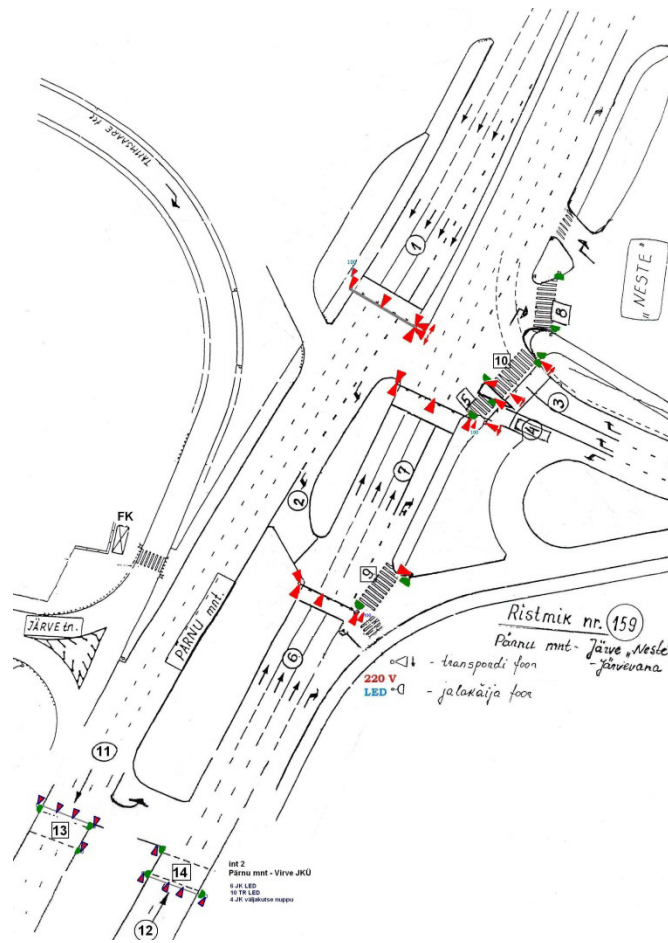 TAMMSAARE tee
1
100
„NESTE"
8
10
3
5
4
100
7
2
FK
9
JÄRVE tn.
PÄRNU mnt.
6
Ristmik nr. 159
Pärnu mnt - Järve „Neste
- Järvevana
- transpordi foor
220 V
LED - jalakäija foor
11
13
14
12
int 2
Pärnu mnt - Virve JKÜ
6 JK LED
10 TR LED
4 JK väljakutse nuppu